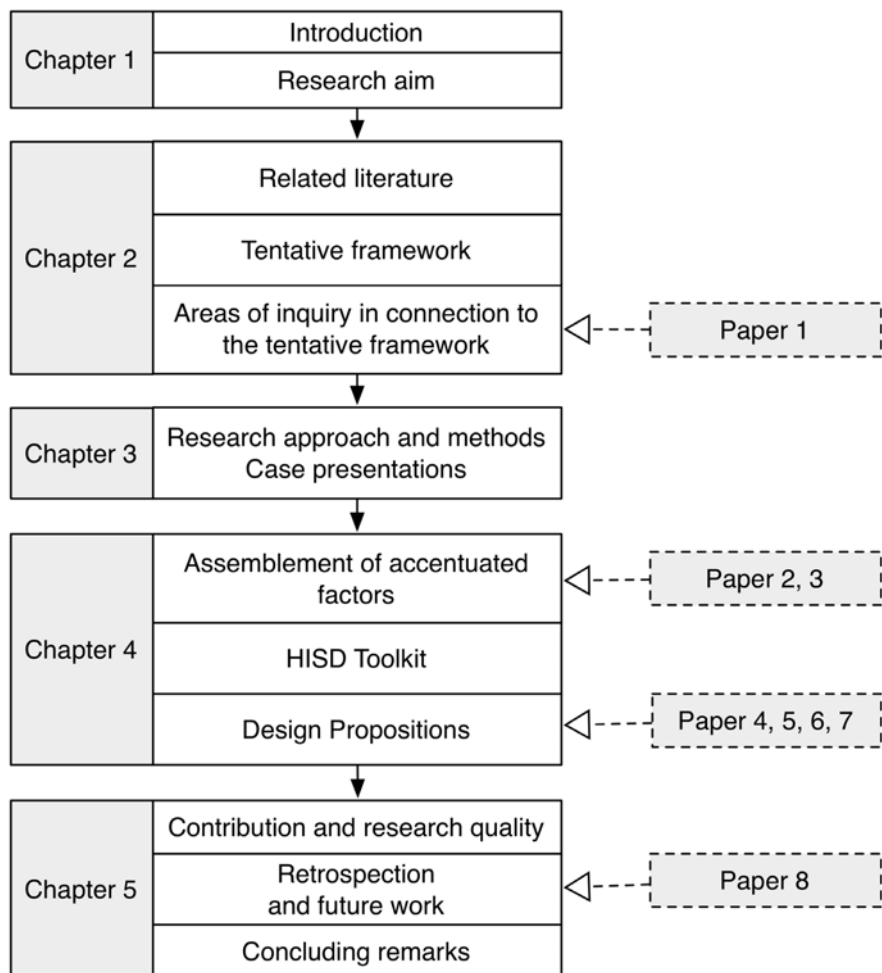 Chapter 1
Introduction
Research aim
Chapter 2
Related literature
Tentative framework
Areas of inquiry in connection to
the tentative framework
Paper 1
Chapter 3
Research approach and methods
Case presentations
Chapter 4
Assemblement of accentuated
factors
Paper 2, 3
HISD Toolkit
Design Propositions
Paper 4, 5, 6, 7
Chapter 5
Contribution and research quality
Retrospection
and future work
Paper 8
Concluding remarks